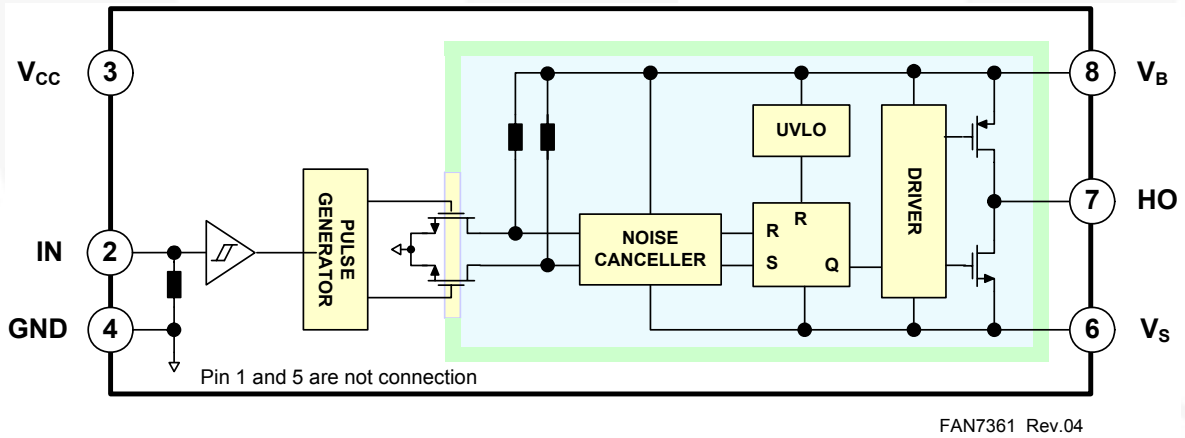 VCC
3
IN
2
GND
4
PULSE
GENERATOR
NOISE
CANCELLER
UVLO
R
R
S
Q
DRIVER
8
VB
7
HO
6
VS
Pin 1 and 5 are not connection
FAN7361 Rev.04